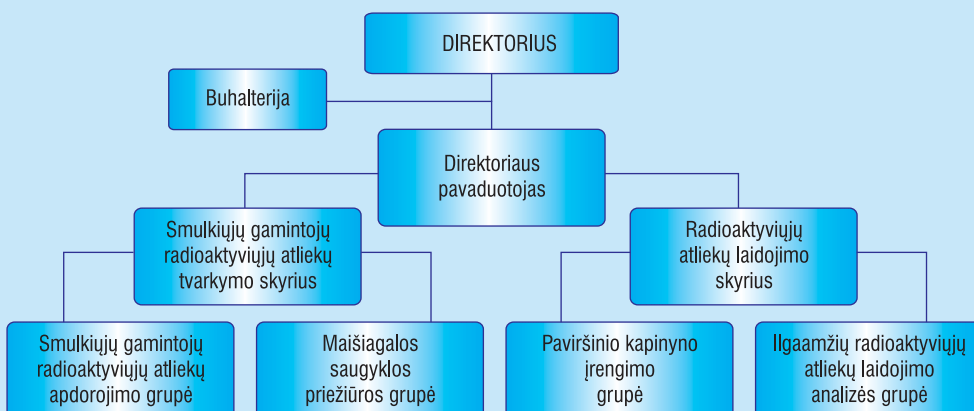 DIREKTORIUS
Buhalterija
Direktoriaus
pavaduotojas
Smulkiųjų gamintojų
radioaktyviųjų atliekų
tvarkymo skyrius
Radioaktyviųjų
atliekų laidojimo
skyrius
Smulkiųjų gamintojų
radioaktyviųjų atliekų
apdorojimo grupė
Maišiagalos
saugyklos
priežiūros grupė
Paviršinio kapinyno
įrengimo
grupė
Ilgaamžių radioaktyviųjų
atliekų laidojimo
analizės grupė